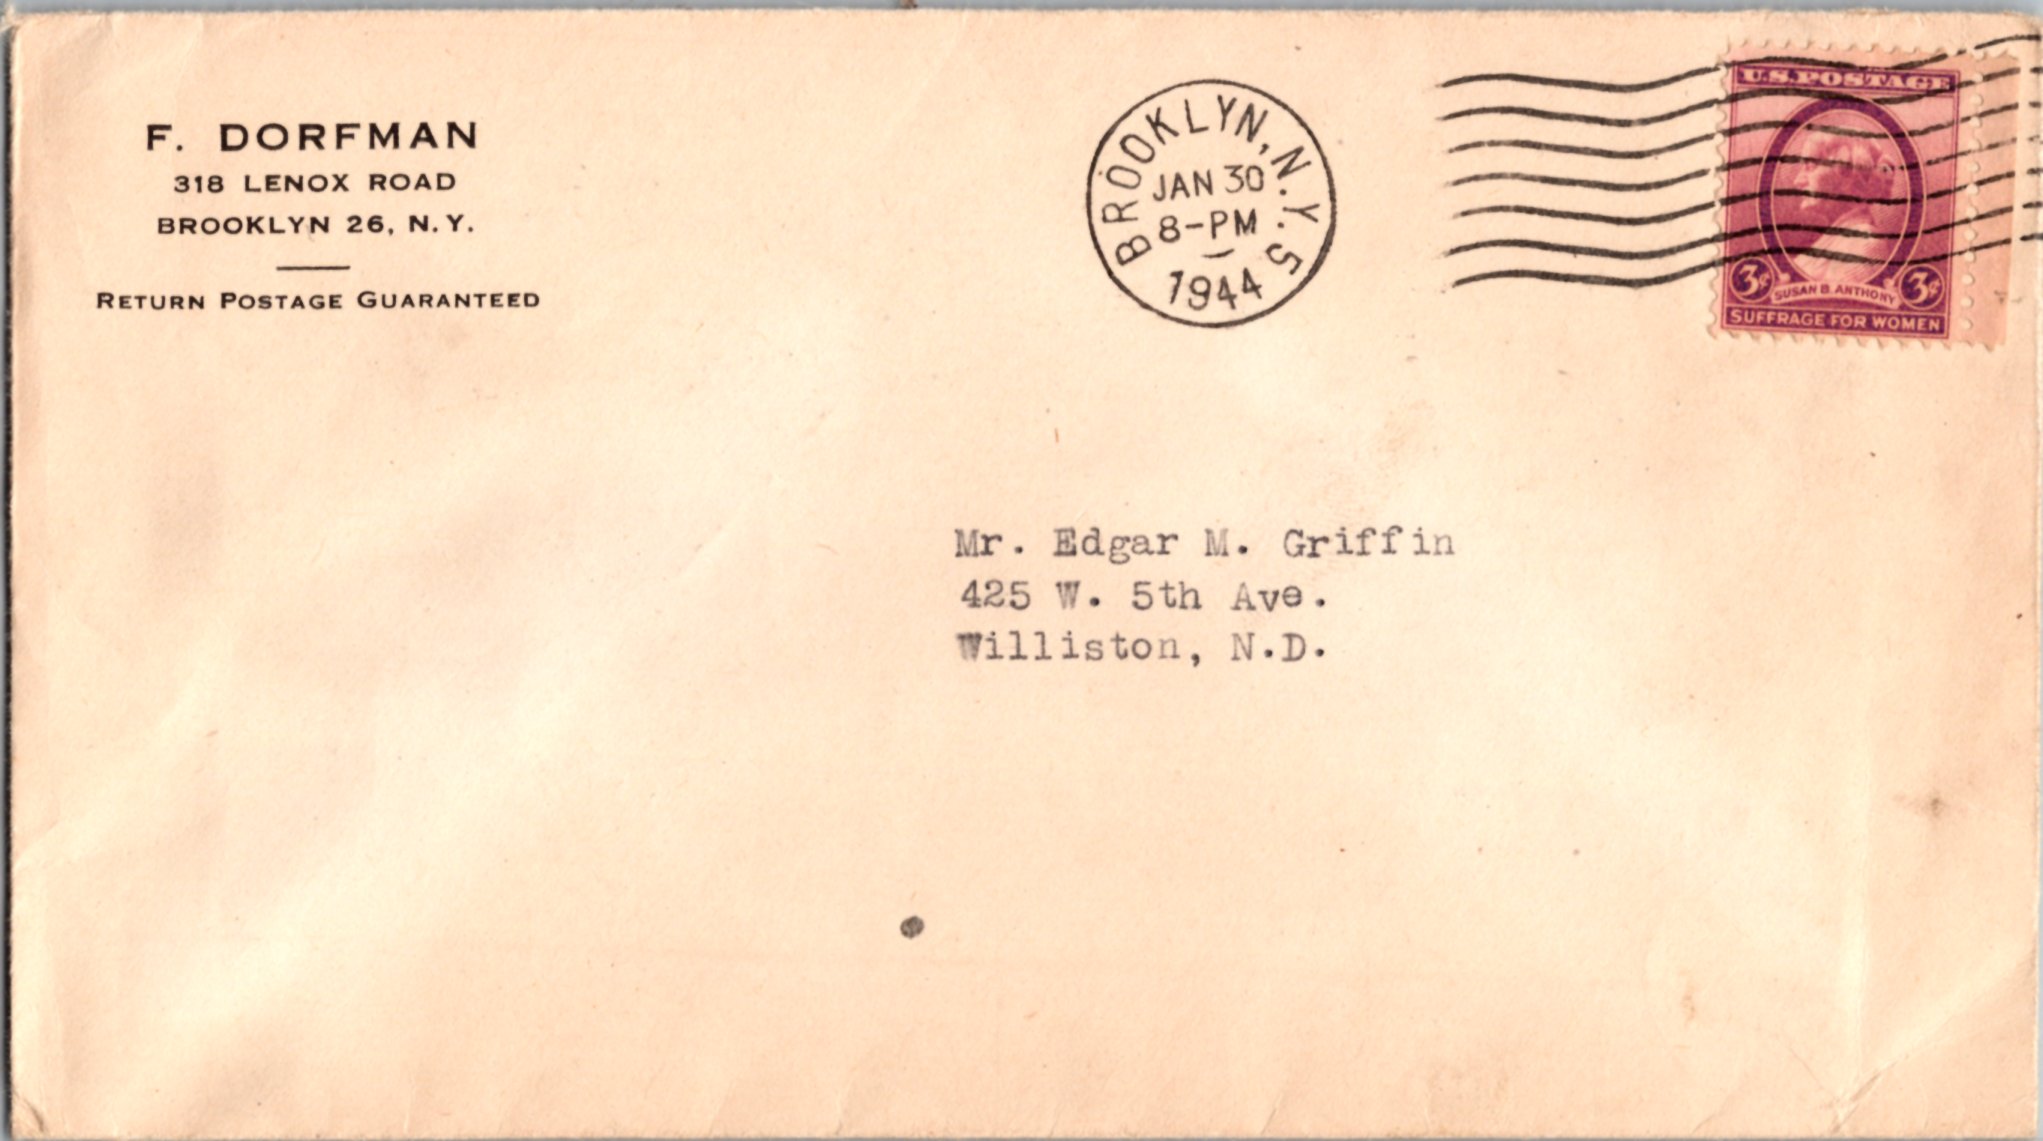 F. DORFMAN
318 LENOX ROAD
BROOKLYN 26, N.Y.
RETURN POSTAGE GUARANTEED
BROOKLYN, N.Y. 5
JAN 30
8-PM
1944
U.S. POSTAGE
3¢ SUSAN B. ANTHONY 3¢
SUFFRAGE FOR WOMEN
Mr. Edgar M. Griffin
425 W. 5th Ave.
Williston, N.D.